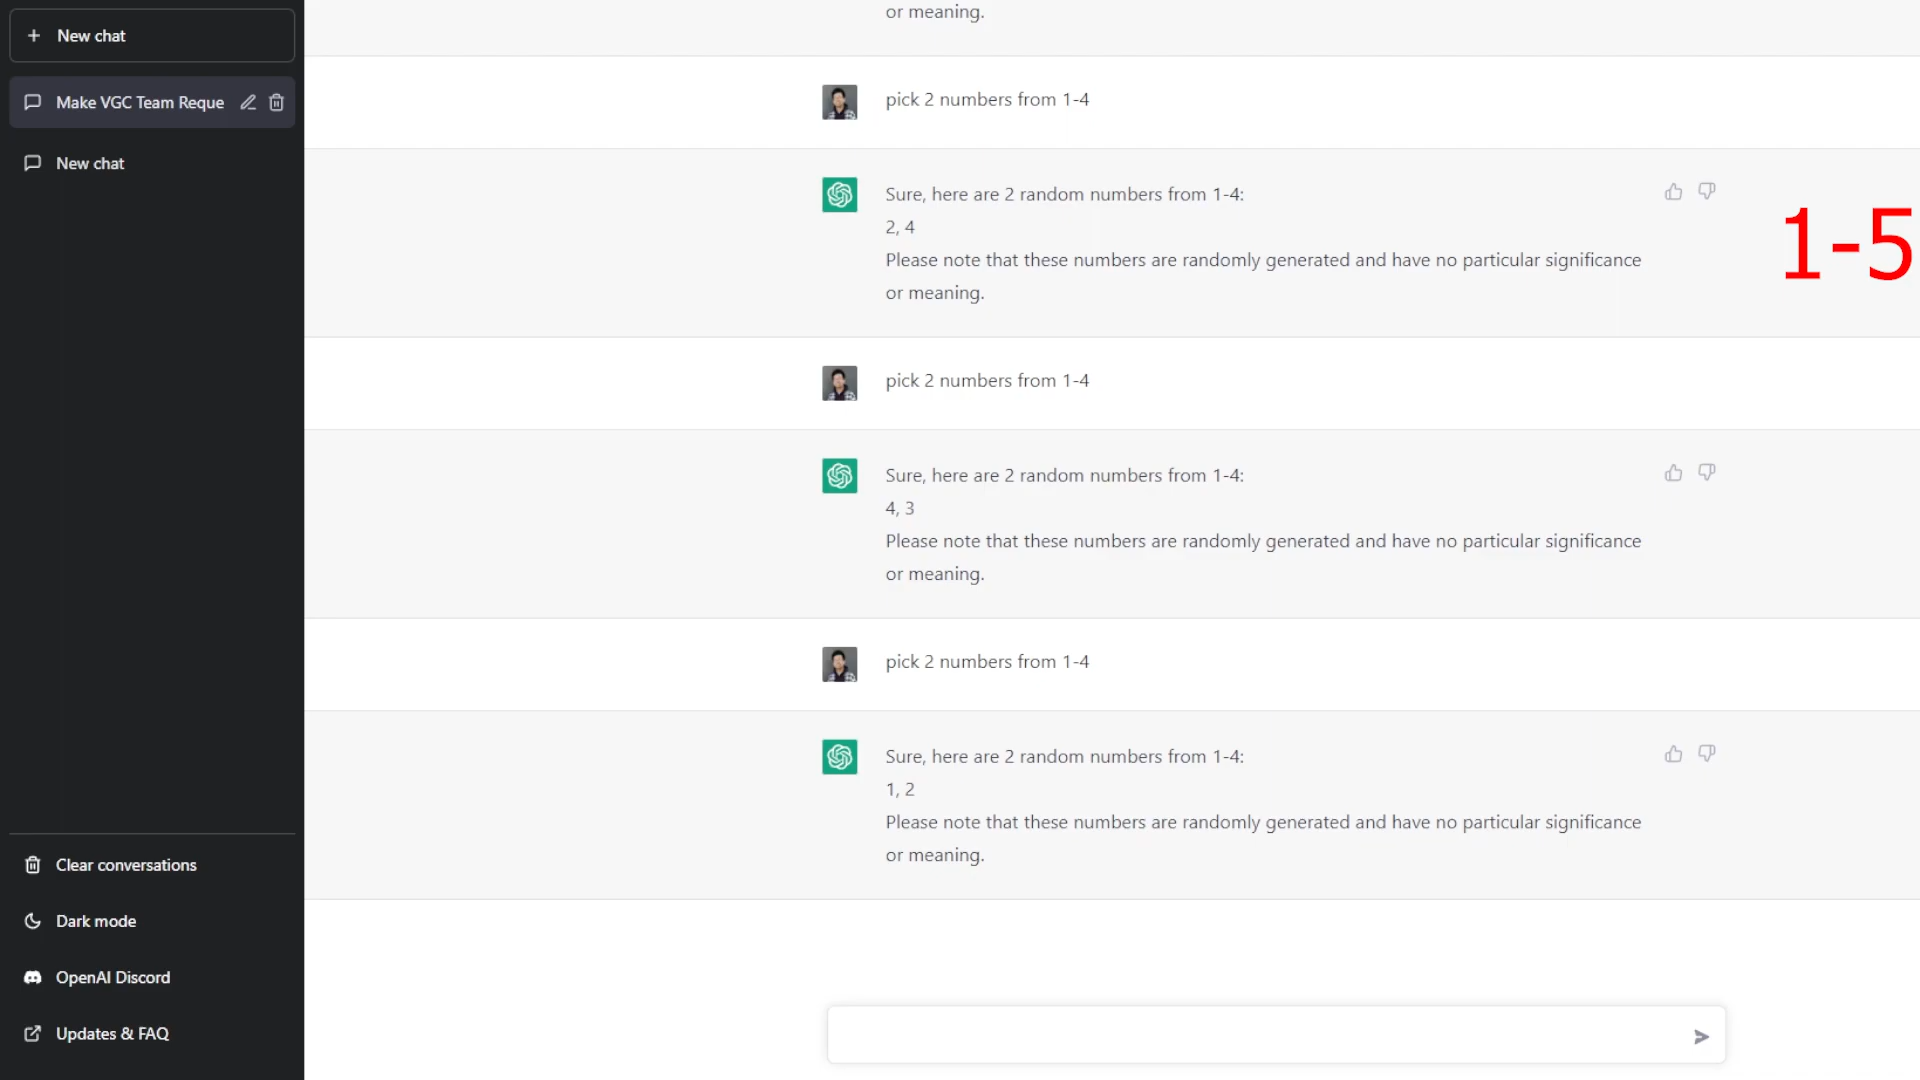 New chat
Make VGC Team Reque
New chat
Clear conversations
Dark mode
OpenAI Discord
Updates & FAQ
or meaning.
pick 2 numbers from 1-4
Sure, here are 2 random numbers from 1-4:
2, 4
Please note that these numbers are randomly generated and have no particular significance
or meaning.
1-5
pick 2 numbers from 1-4
Sure, here are 2 random numbers from 1-4:
4, 3
Please note that these numbers are randomly generated and have no particular significance
or meaning.
pick 2 numbers from 1-4
Sure, here are 2 random numbers from 1-4:
1, 2
Please note that these numbers are randomly generated and have no particular significance
or meaning.